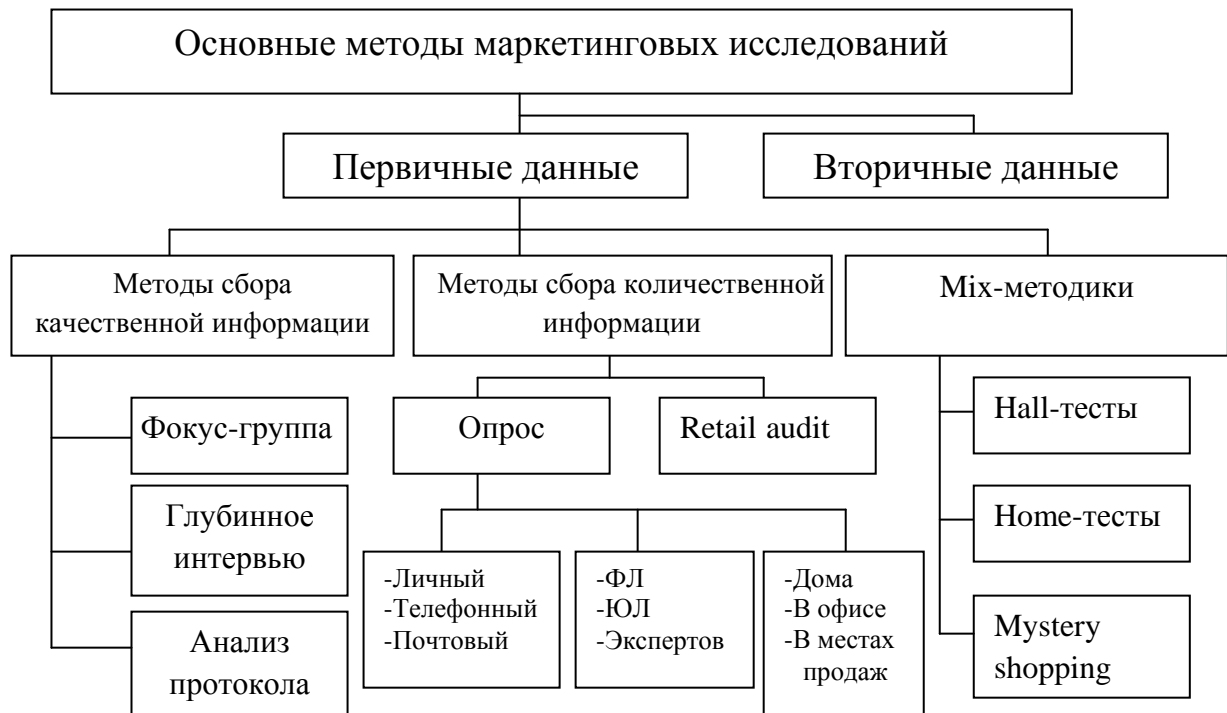 Основные методы маркетинговых исследований
Первичные данные
Вторичные данные
Методы сбора
качественной информации
Методы сбора количественной
информации
Mix-методики
Фокус-группа
Глубинное
интервью
Анализ
протокола
Опрос
Retail audit
-Личный
-Телефонный
-Почтовый
-ФЛ
-ЮЛ
-Экспертов
-Дома
-В офисе
-В местах
продаж
Hall-тесты
Home-тесты
Mystery
shopping